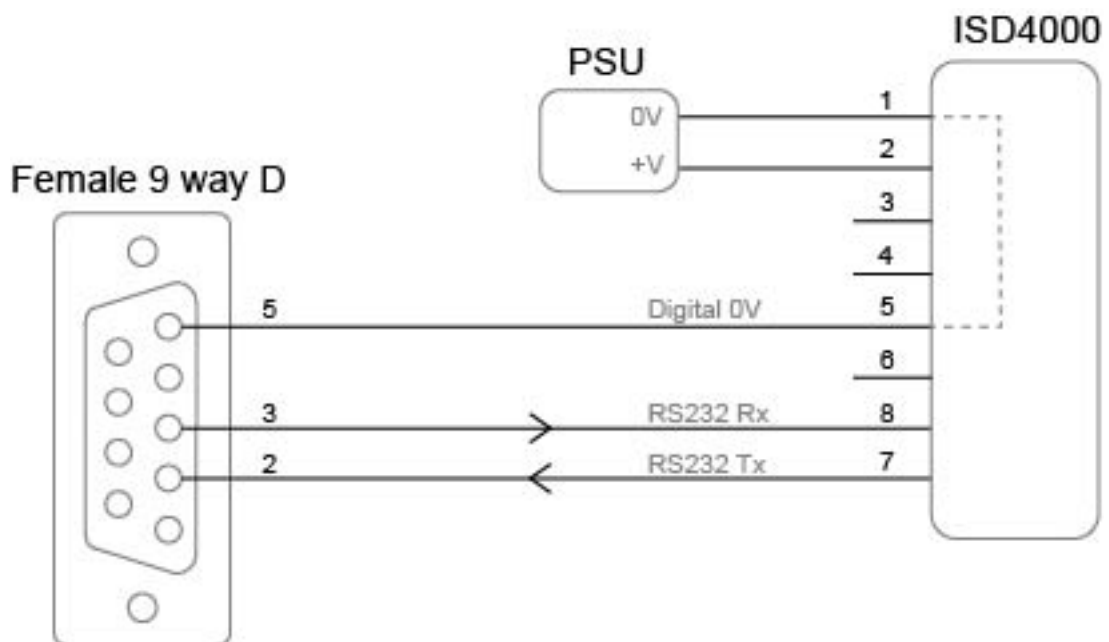 ISD4000
PSU
0V
1
+V
2
Female 9 way D
3
4
5
Digital 0V
5
6
3
RS232 Rx
8
2
RS232 Tx
7